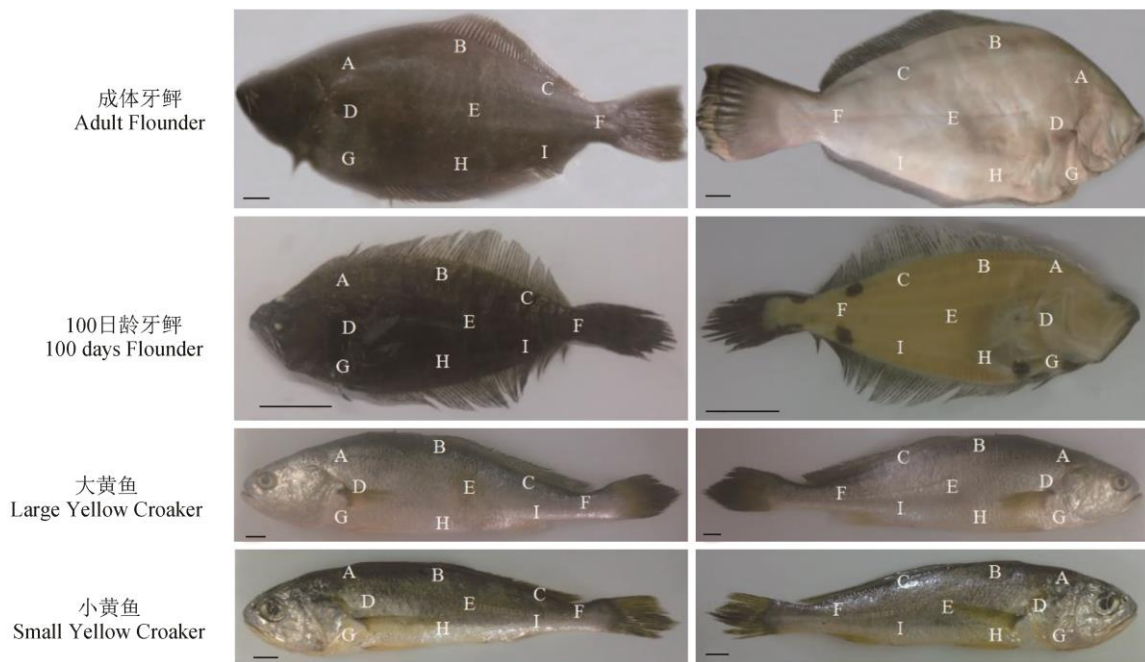 成体牙鲆
Adult Flounder
A
B
C
D
E
F
G
H
I
B
A
C
F
E
D
I
H
G
100日龄牙鲆
100 days Flounder
A
B
C
D
E
F
G
H
I
B
A
C
F
E
D
I
H
G
大黄鱼
Large Yellow Croaker
A
B
C
D
E
F
G
H
I
B
A
C
F
E
D
I
H
G
小黄鱼
Small Yellow Croaker
A
B
C
D
E
F
G
H
I
B
A
C
F
E
D
I
H
G